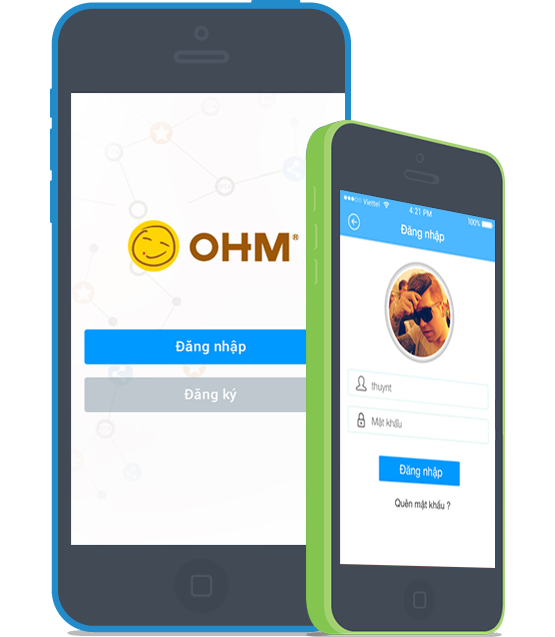 OHM®
Đăng nhập
Đăng ký
Viettel
4:21 PM
100%
Đăng nhập
thuynt
Mật khẩu
Đăng nhập
Quên mật khẩu ?